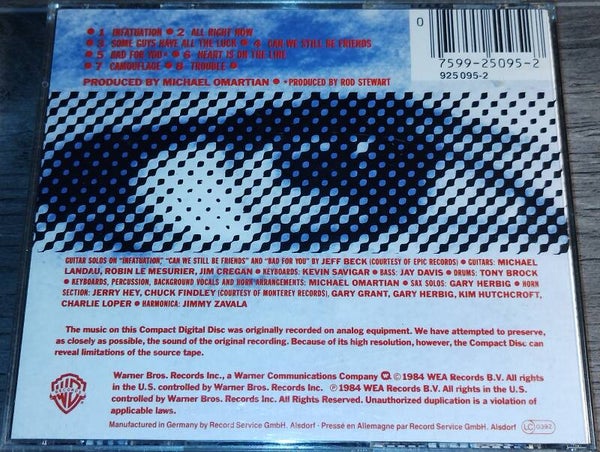 ● 1 INFATUATION ● 2 ALL RIGHT NOW
● 3 SOME GUYS HAVE ALL THE LUCK ● 4 CAN WE STILL BE FRIENDS
● 5 BAD FOR YOU* ● 6 HEART IS ON THE LINE
● 7 CAMOUFLAGE ● 8 TROUBLE ●
PRODUCED BY MICHAEL OMARTIAN ● *PRODUCED BY ROD STEWART
0
7599-25095-2
925 095-2
GUITAR SOLOS ON "INFATUATION," "CAN WE STILL BE FRIENDS" AND "BAD FOR YOU" BY JEFF BECK (COURTESY OF EPIC RECORDS) ● GUITARS: MICHAEL
LANDAU, ROBIN LE MESURIER, JIM CREGAN ● KEYBOARDS: KEVIN SAVIGAR ● BASS: JAY DAVIS ● DRUMS: TONY BROCK
● KEYBOARDS, PERCUSSION, BACKGROUND VOCALS AND HORN ARRANGEMENTS: MICHAEL OMARTIAN ● SAX SOLOS: GARY HERBIG ● HORN
SECTION: JERRY HEY, CHUCK FINDLEY (COURTESY OF MONTEREY RECORDS), GARY GRANT, GARY HERBIG, KIM HUTCHCROFT,
CHARLIE LOPER ● HARMONICA: JIMMY ZAVALA
The music on this Compact Digital Disc was originally recorded on analog equipment. We have attempted to preserve,
as closely as possible, the sound of the original recording. Because of its high resolution, however, the Compact Disc can
reveal limitations of the source tape.
Warner Bros. Records Inc., a Warner Communications Company ⓦ. © 1984 WEA Records B.V. All rights in the
U.S. controlled by Warner Bros. Records Inc. ℗ 1984 WEA Records B.V. All rights in the U.S.
controlled by Warner Bros. Records Inc. All Rights Reserved. Unauthorized duplication is a violation of
applicable laws.
WB
RECORDS
Manufactured in Germany by Record Service GmbH. Alsdorf - Pressé en Allemagne par Record Service GmbH. Alsdorf
LC 0392